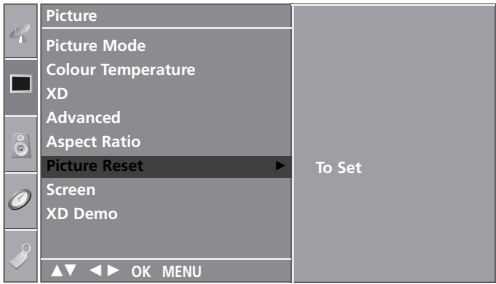 Picture
Picture Mode
Colour Temperature
XD
Advanced
Aspect Ratio
Picture Reset ►
To Set
Screen
XD Demo
▲▼ ◄► OK MENU